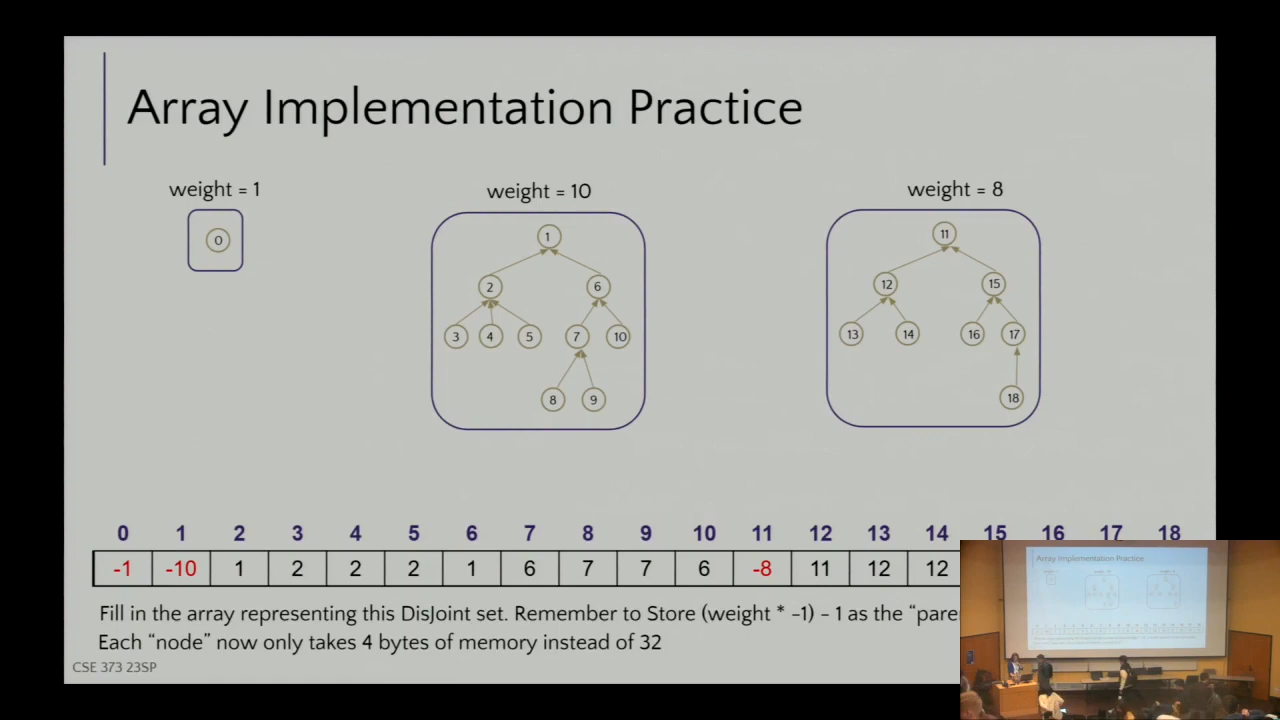 Array Implementation Practice
weight = 1
weight = 10
weight = 8
0
1
11
2
6
12
15
3
4
5
7
10
13
14
16
17
8
9
18
0 1 2 3 4 5 6 7 8 9 10 11 12 13 14 15 16 17 18
-1 -10 1 2 2 2 1 6 7 7 6 -8 11 12 12
Fill in the array representing this DisJoint set. Remember to Store (weight * -1) - 1 as the "pare
Each "node" now only takes 4 bytes of memory instead of 32
CSE 373 23SP
Array Implementation Practice